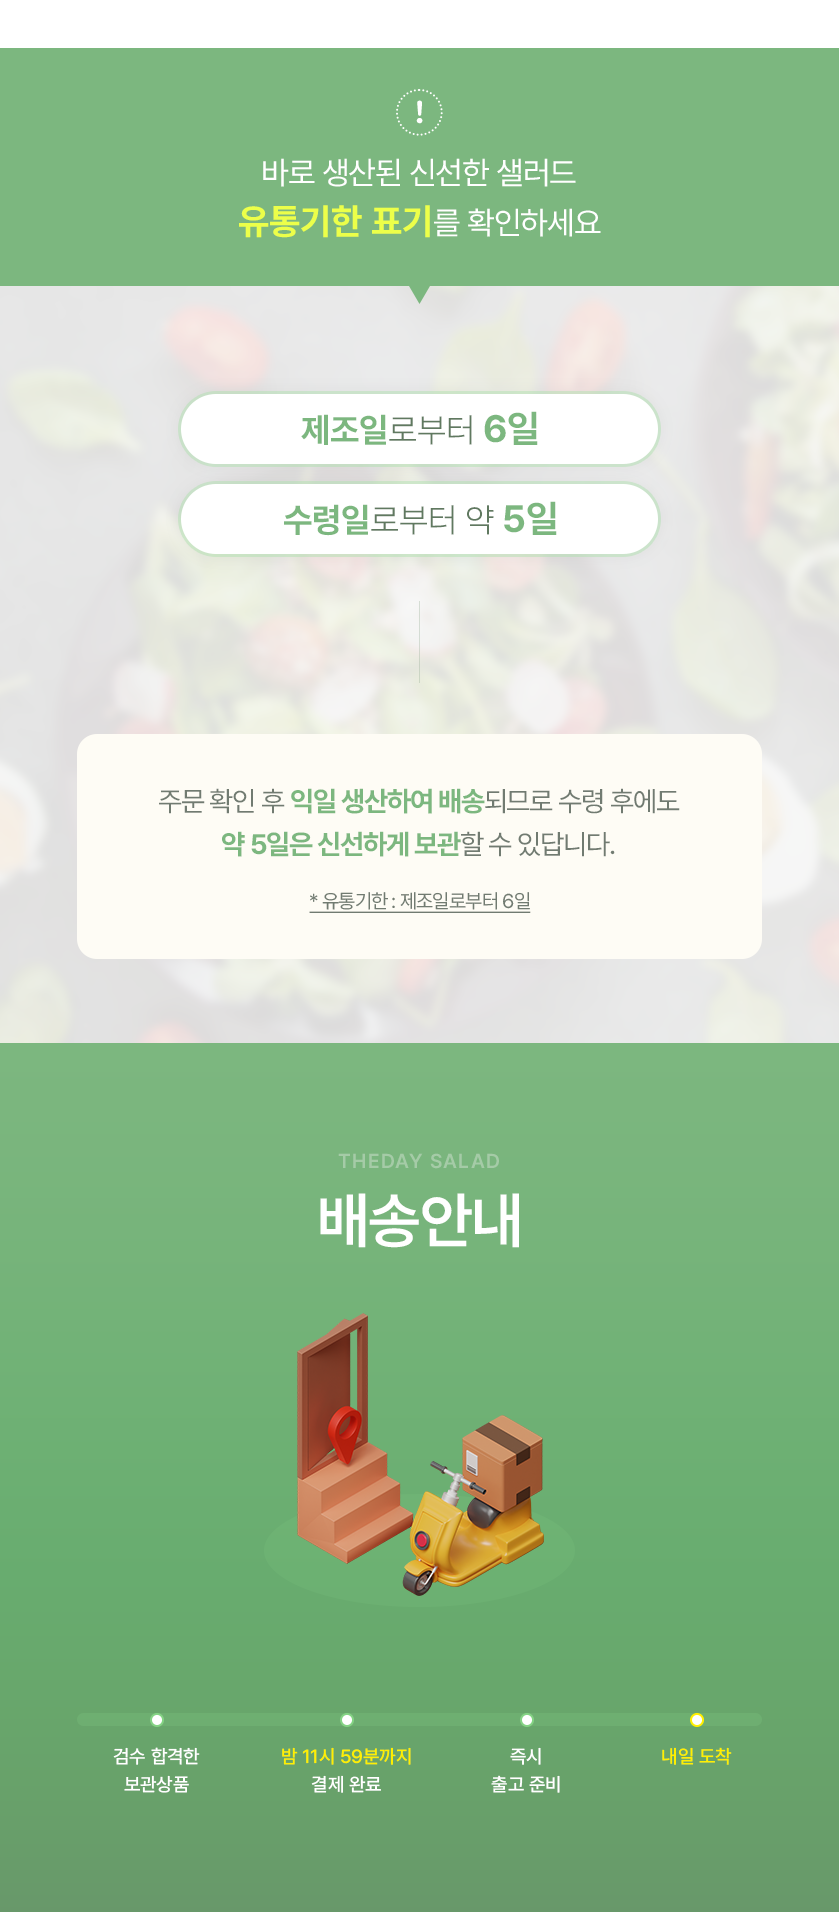 바로 생산된 신선한 샐러드
유통기한 표기를 확인하세요
제조일로부터 6일
수령일로부터 약 5일
주문 확인 후 익일 생산하여 배송되므로 수령 후에도
약 5일은 신선하게 보관할 수 있답니다.
* 유통기한 : 제조일로부터 6일
THEDAY SALAD
배송안내
검수 합격한
보관상품
밤 11시 59분까지
결제 완료
즉시
출고 준비
내일 도착